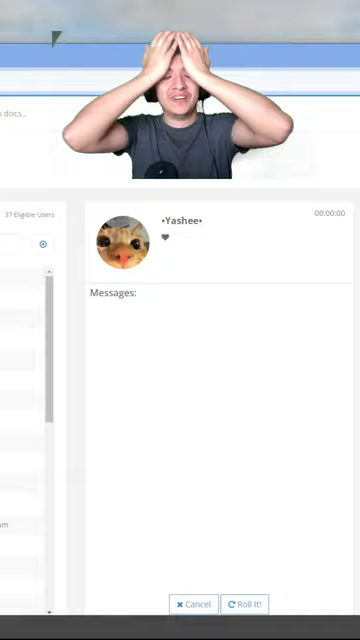 docs...
37 Eligible Users
•Yashee•
00:00:00
Messages:
Cancel
Roll It!